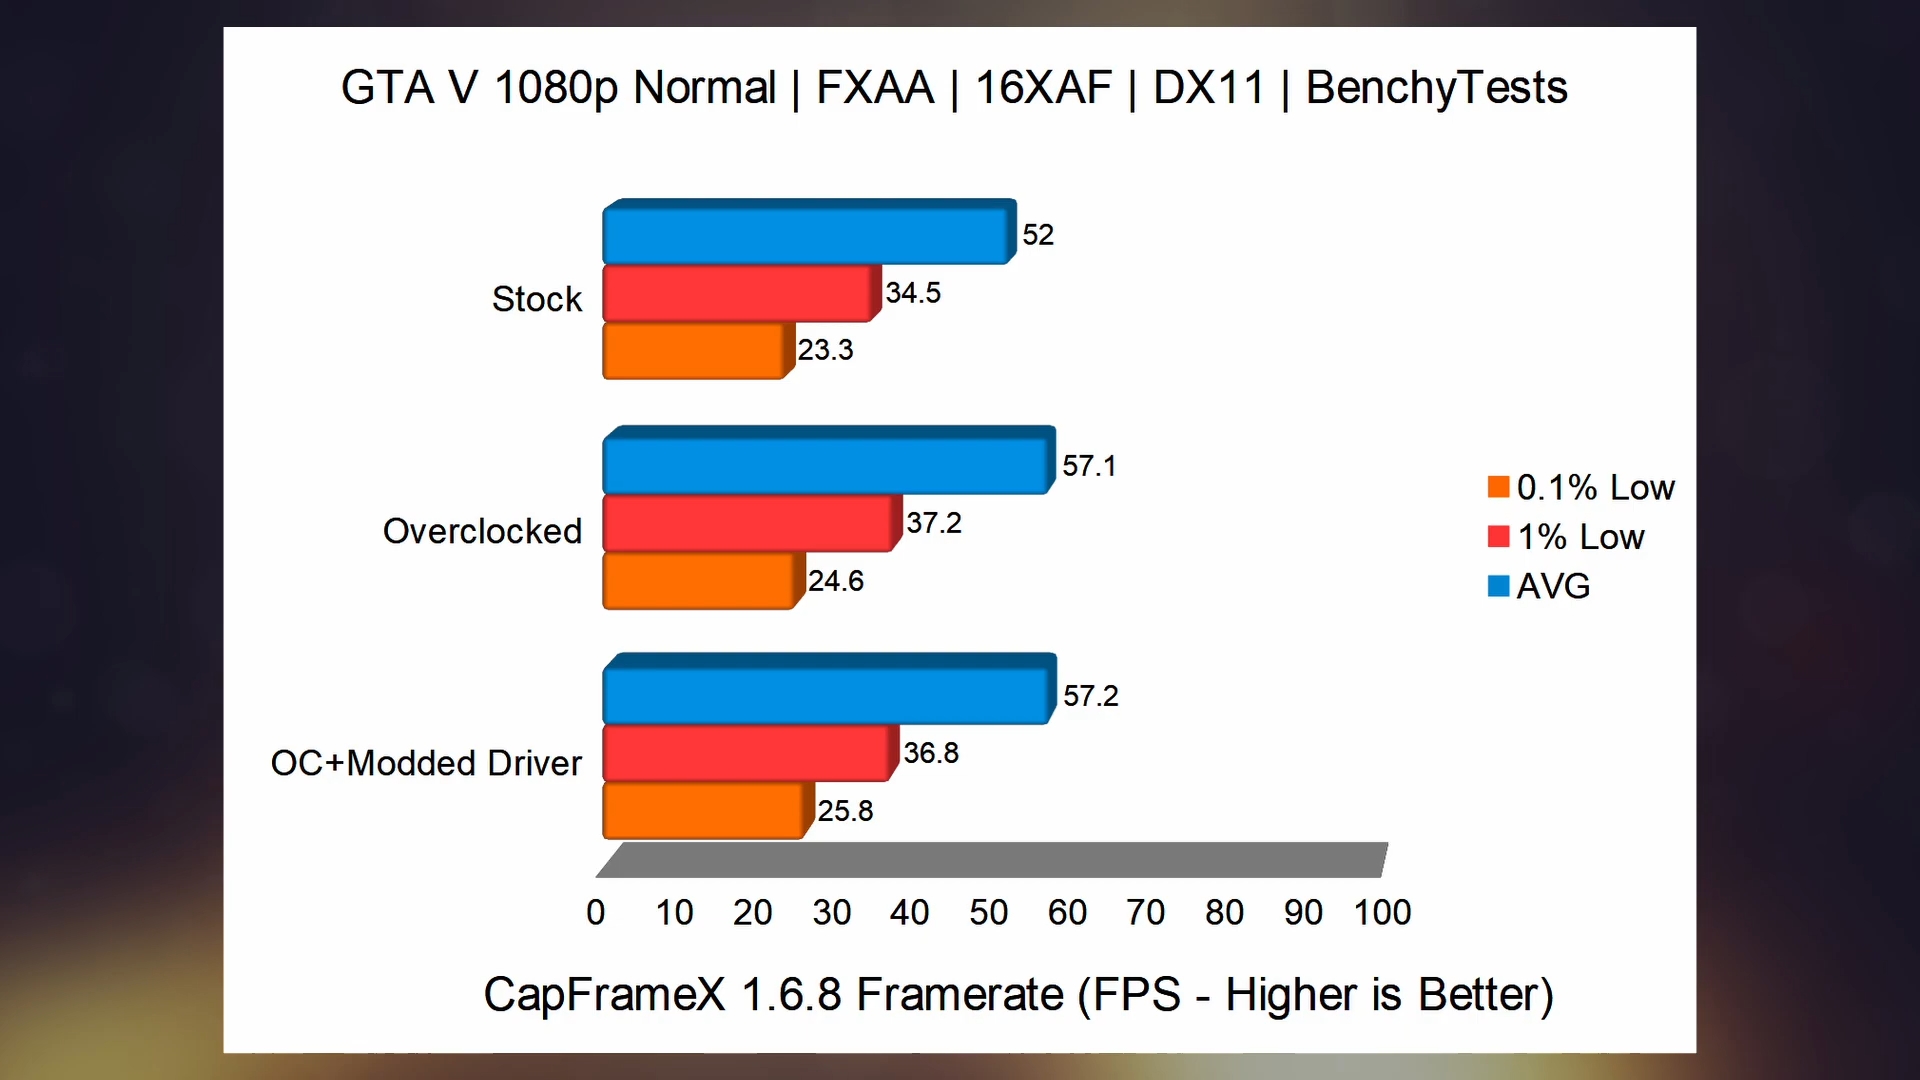 GTA V 1080p Normal | FXAA | 16XAF | DX11 | BenchyTests
52
Stock
34.5
23.3
57.1
Overclocked
37.2
24.6
57.2
OC+Modded Driver
36.8
25.8
0.1% Low
1% Low
AVG
0 10 20 30 40 50 60 70 80 90 100
CapFrameX 1.6.8 Framerate (FPS - Higher is Better)